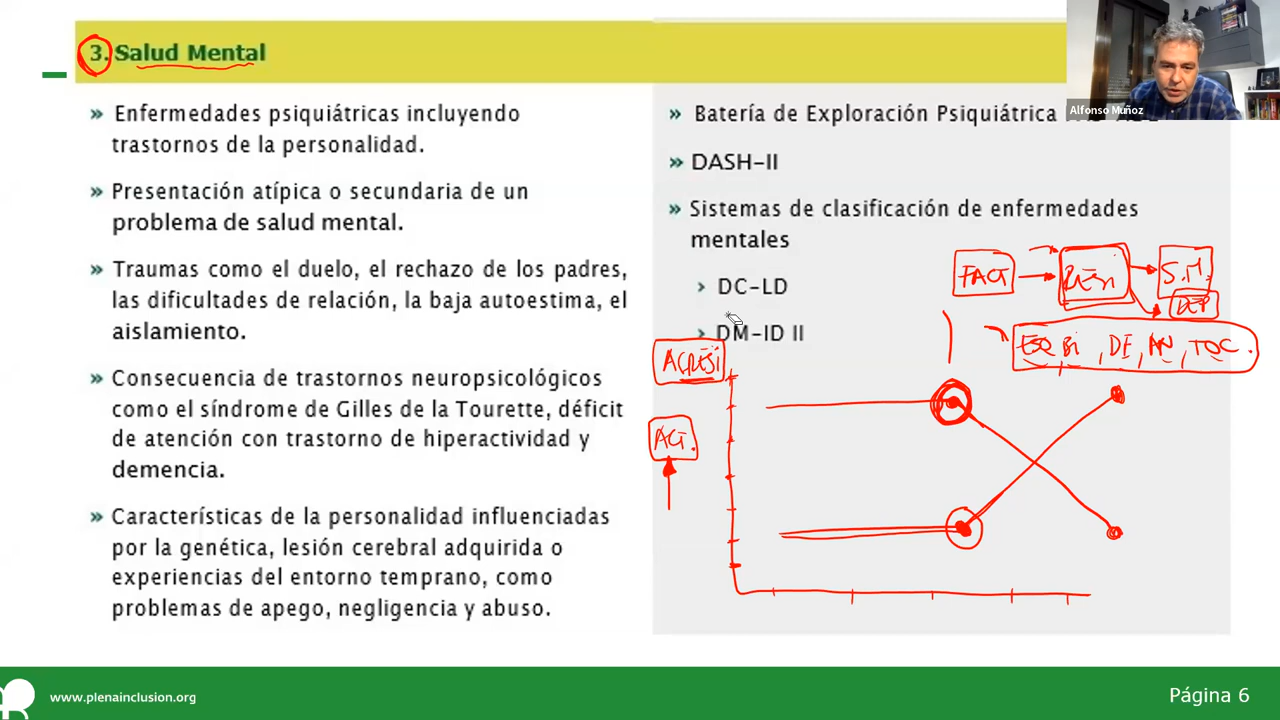 3. Salud Mental
» Enfermedades psiquiátricas incluyendo
trastornos de la personalidad.
» Presentación atípica o secundaria de un
problema de salud mental.
» Traumas como el duelo, el rechazo de los padres,
las dificultades de relación, la baja autoestima, el
aislamiento.
» Consecuencia de trastornos neuropsicológicos
como el síndrome de Gilles de la Tourette, déficit
de atención con trastorno de hiperactividad y
demencia.
» Características de la personalidad influenciadas
por la genética, lesión cerebral adquirida o
experiencias del entorno temprano, como
problemas de apego, negligencia y abuso.
» Batería de Exploración Psiquiátrica
» DASH-II
» Sistemas de clasificación de enfermedades
mentales
› DC-LD
› DM-ID II
Alfonso Muñoz
FACT
S.M.
DEP
BI, DE, AN, TOC.
ACT.
www.plenainclusion.org
Página 6